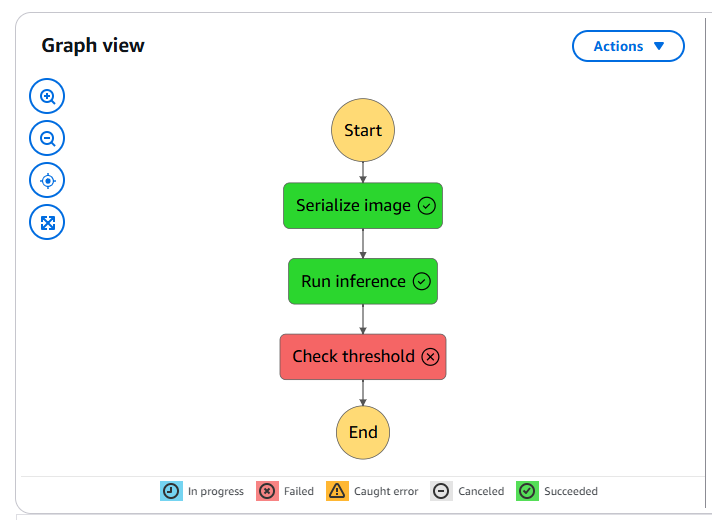 Graph view
Actions
Start
Serialize image
Run inference
Check threshold
End
In progress
Failed
Caught error
Canceled
Succeeded